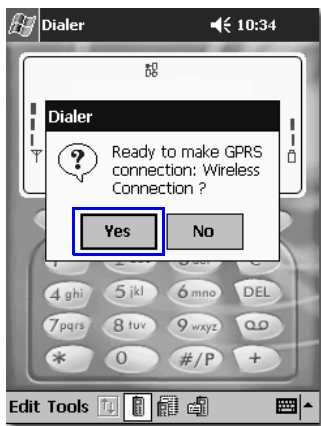 Dialer
10:34
Dialer
Ready to make GPRS
connection: Wireless
Connection ?
Yes No
4 ghi 5 jkl 6 mno DEL
7pqrs 8 tuv 9 wxyz
* 0 #/P +
Edit Tools